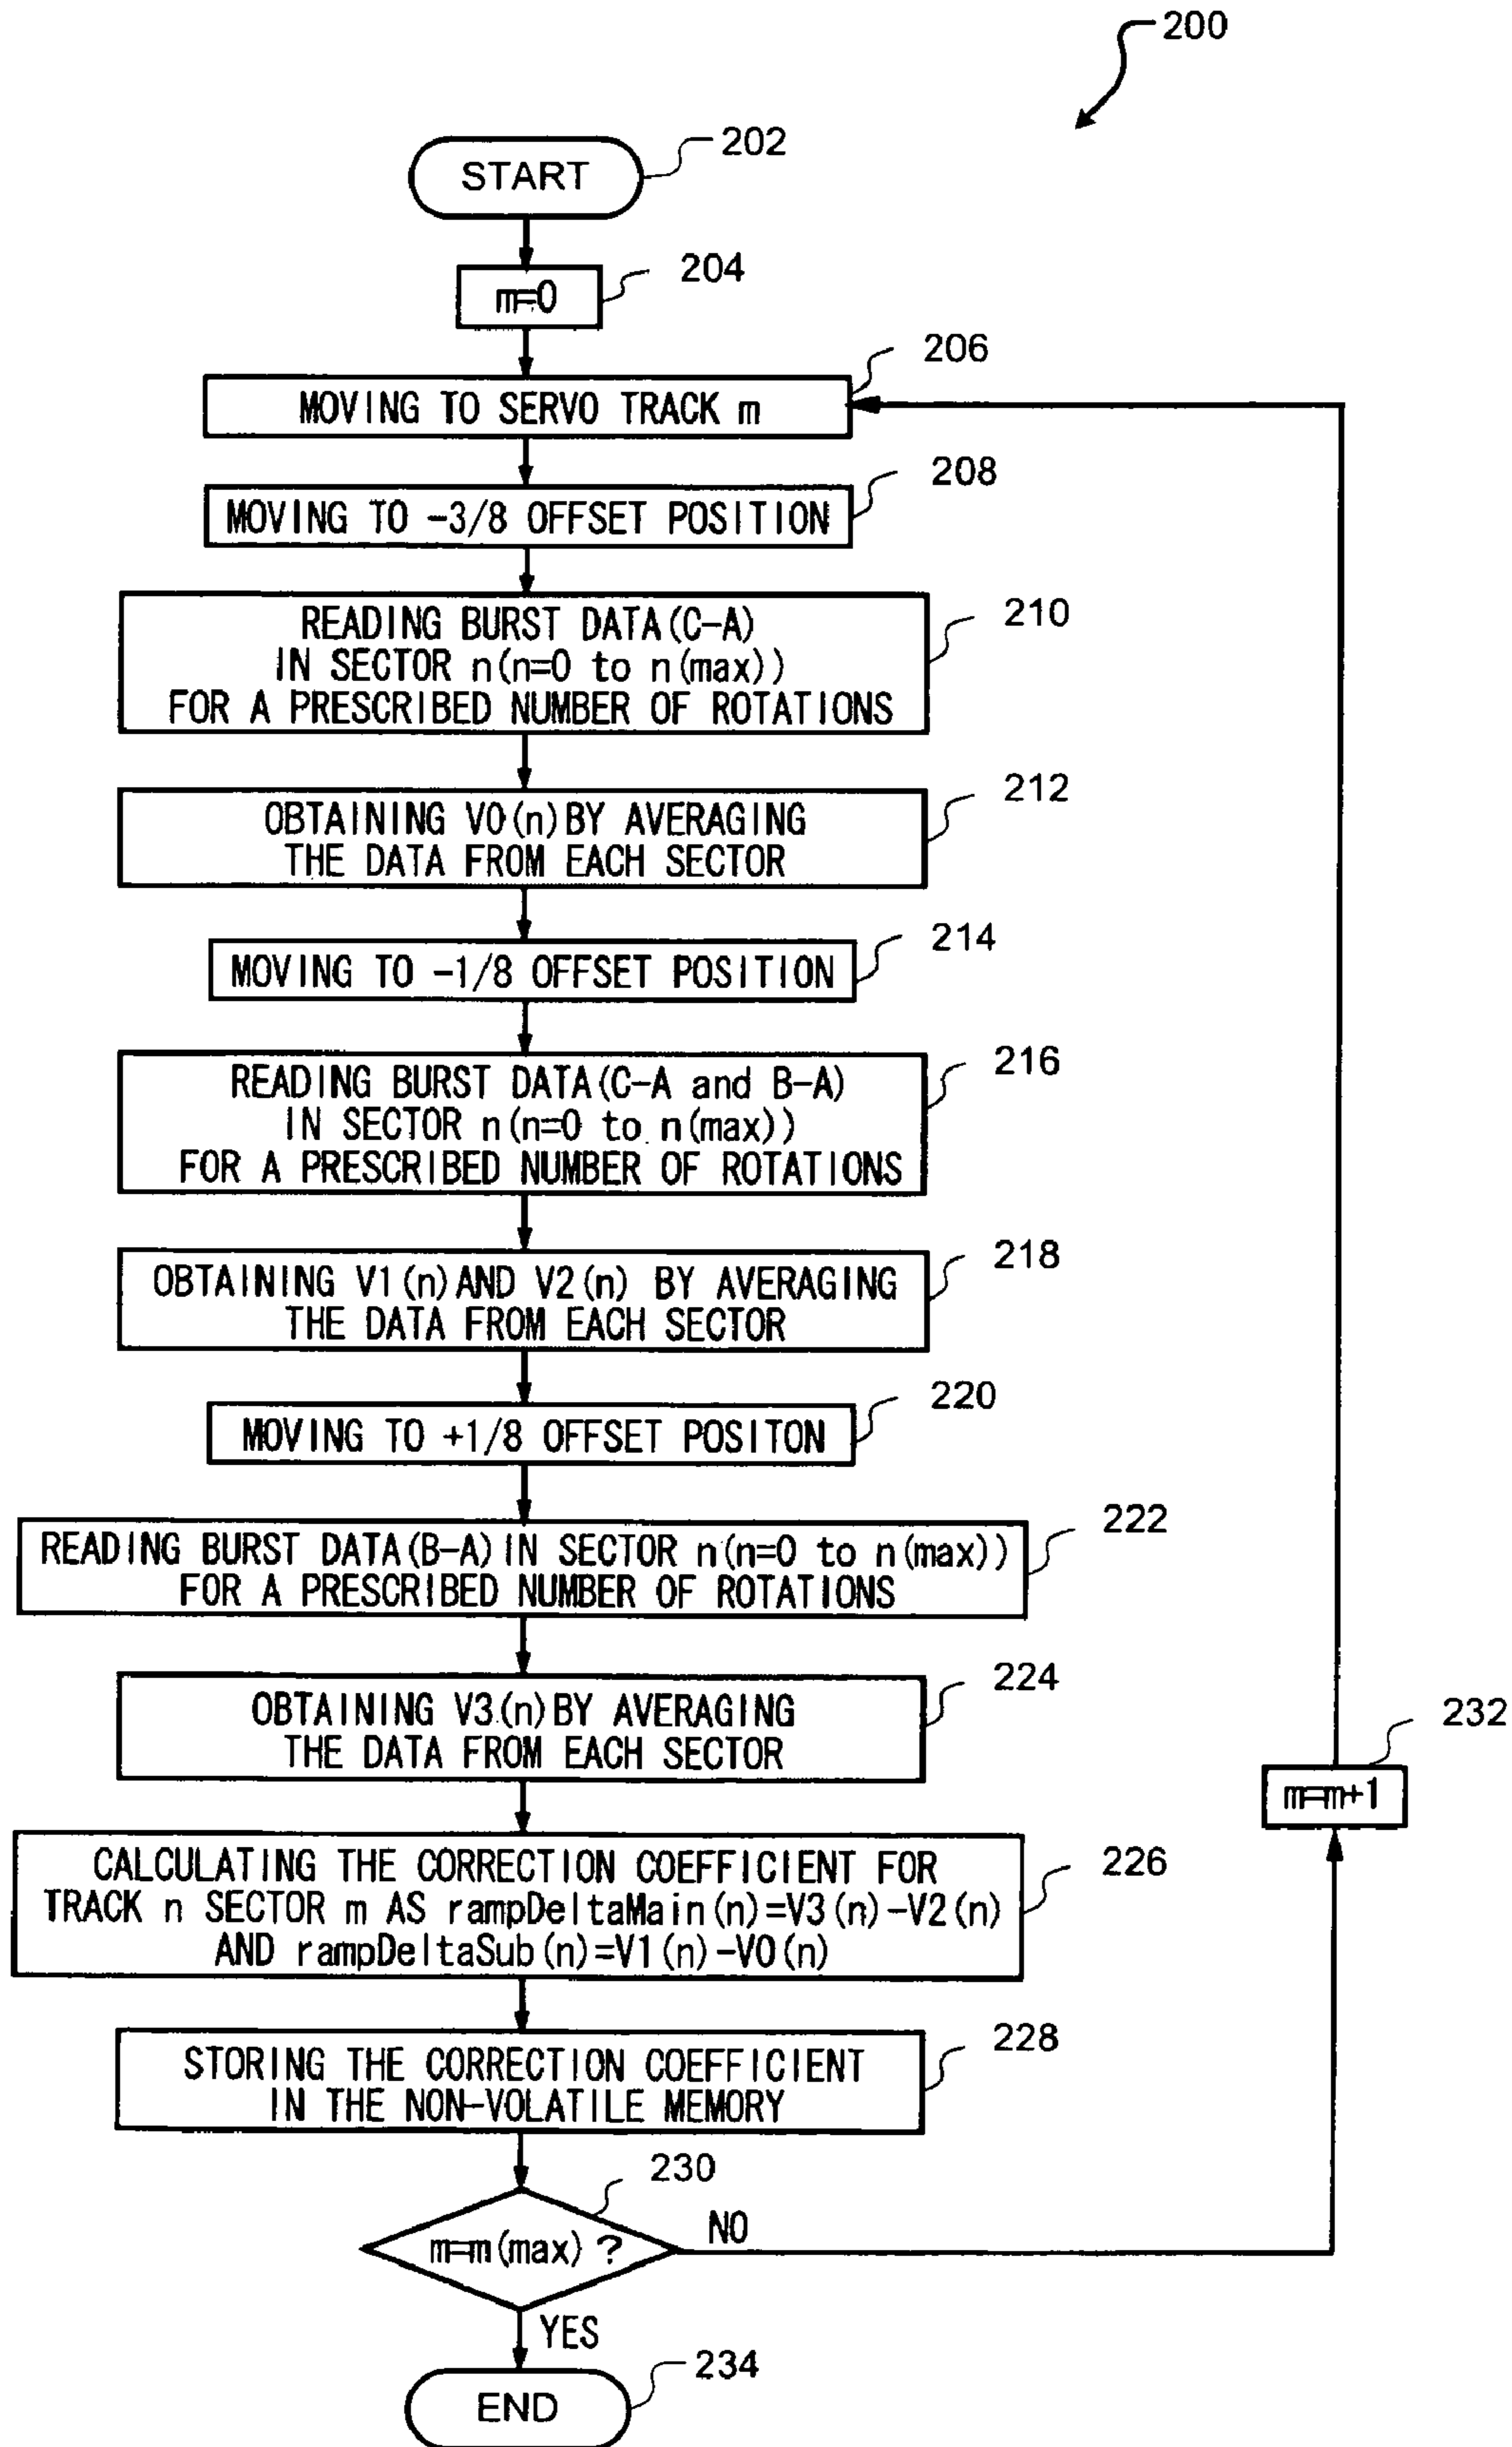 200
START
202
m=0
204
MOVING TO SERVO TRACK m
206
MOVING TO -3/8 OFFSET POSITION
208
READING BURST DATA(C-A)
IN SECTOR n(n=0 to n(max))
FOR A PRESCRIBED NUMBER OF ROTATIONS
210
OBTAINING V0(n)BY AVERAGING
THE DATA FROM EACH SECTOR
212
MOVING TO -1/8 OFFSET POSITION
214
READING BURST DATA(C-A and B-A)
IN SECTOR n(n=0 to n(max))
FOR A PRESCRIBED NUMBER OF ROTATIONS
216
OBTAINING V1(n)AND V2(n) BY AVERAGING
THE DATA FROM EACH SECTOR
218
MOVING TO +1/8 OFFSET POSITON
220
READING BURST DATA(B-A)IN SECTOR n(n=0 to n(max))
FOR A PRESCRIBED NUMBER OF ROTATIONS
222
OBTAINING V3(n)BY AVERAGING
THE DATA FROM EACH SECTOR
224
CALCULATING THE CORRECTION COEFFICIENT FOR
TRACK n SECTOR m AS rampDeltaMain(n)=V3(n)-V2(n)
AND rampDeltaSub(n)=V1(n)-V0(n)
226
STORING THE CORRECTION COEFFICIENT
IN THE NON-VOLATILE MEMORY
228
m=m(max)?
230
NO
m=m+1
232
YES
END
234